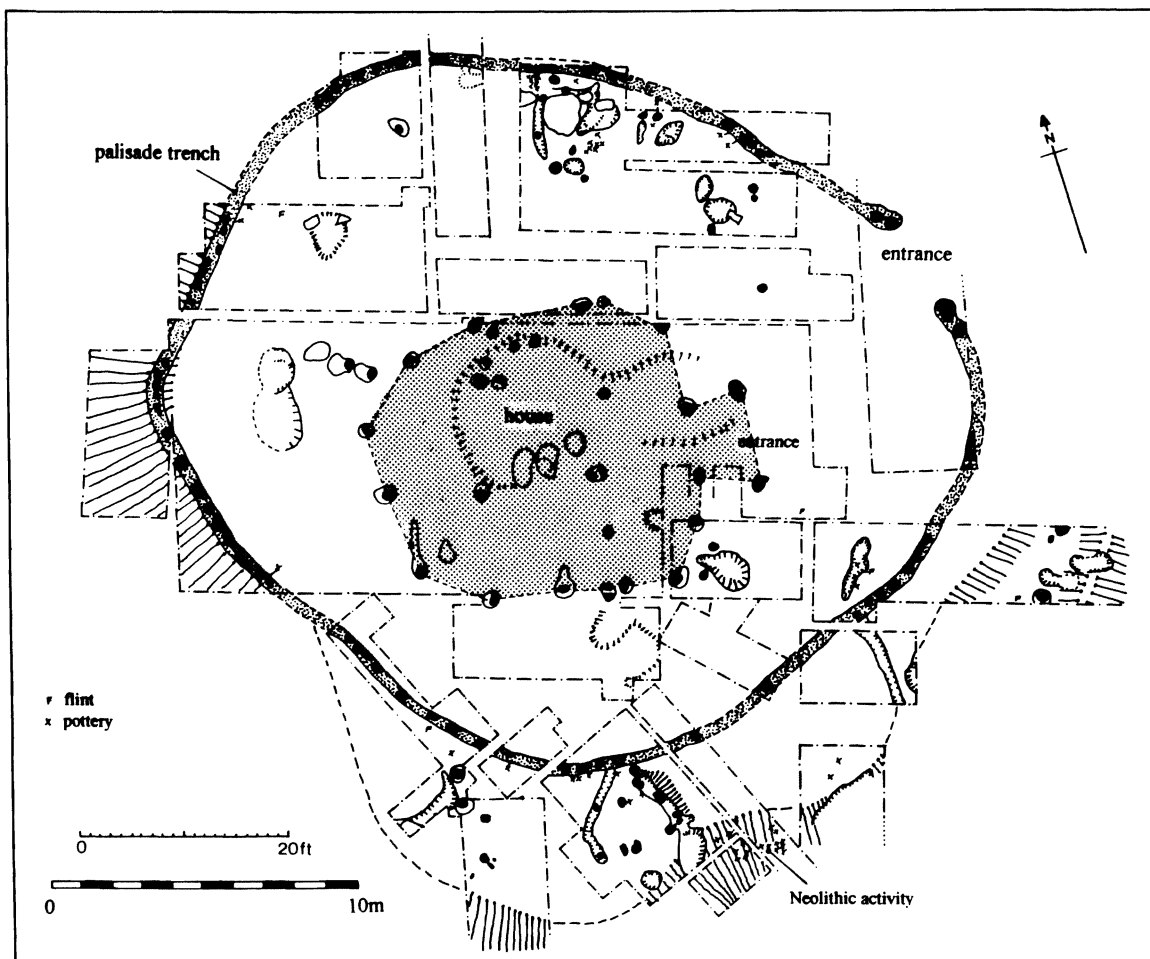 palisade trench
N
entrance
house
entrance
flint
x pottery
0 20ft
0 10m
Neolithic activity